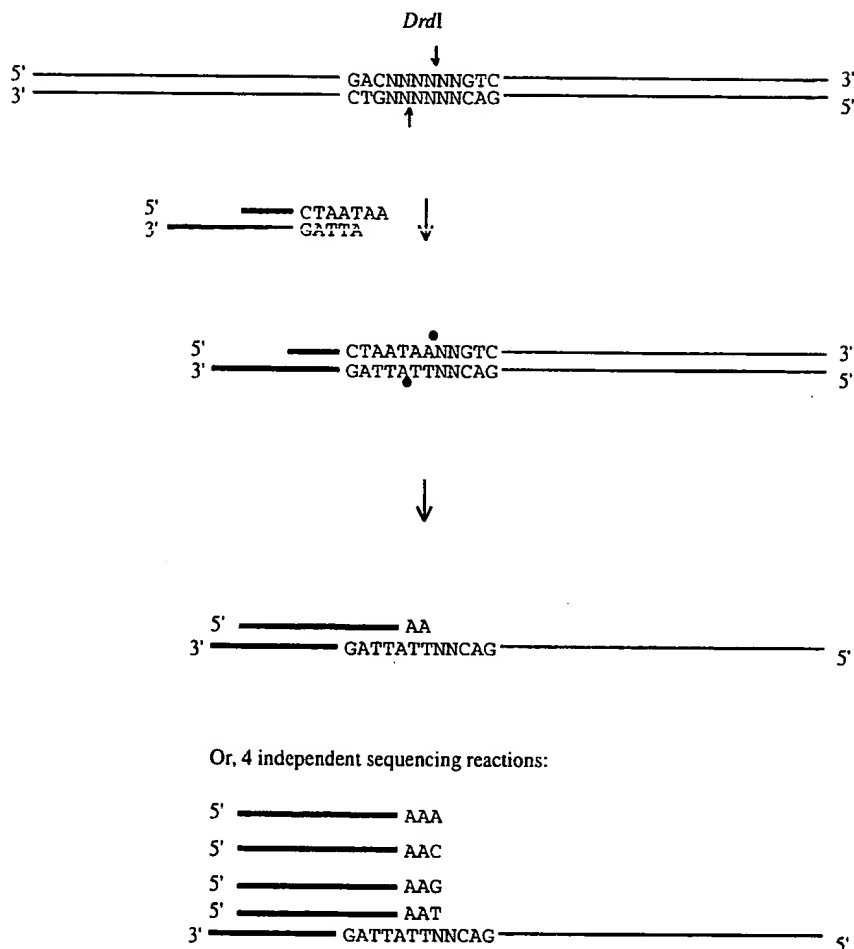 DrdI
5' GACNNNNNNGTC 3'
3' CTGNNNNNNCAG 5'
5' CTAATAA
3' GATTA
5' CTAATAANNGTC 3'
3' GATTATTNNCAG 5'
5' AA
3' GATTATTNNCAG 5'
Or, 4 independent sequencing reactions:
5' AAA
5' AAC
5' AAG
5' AAT
3' GATTATTNNCAG 5'